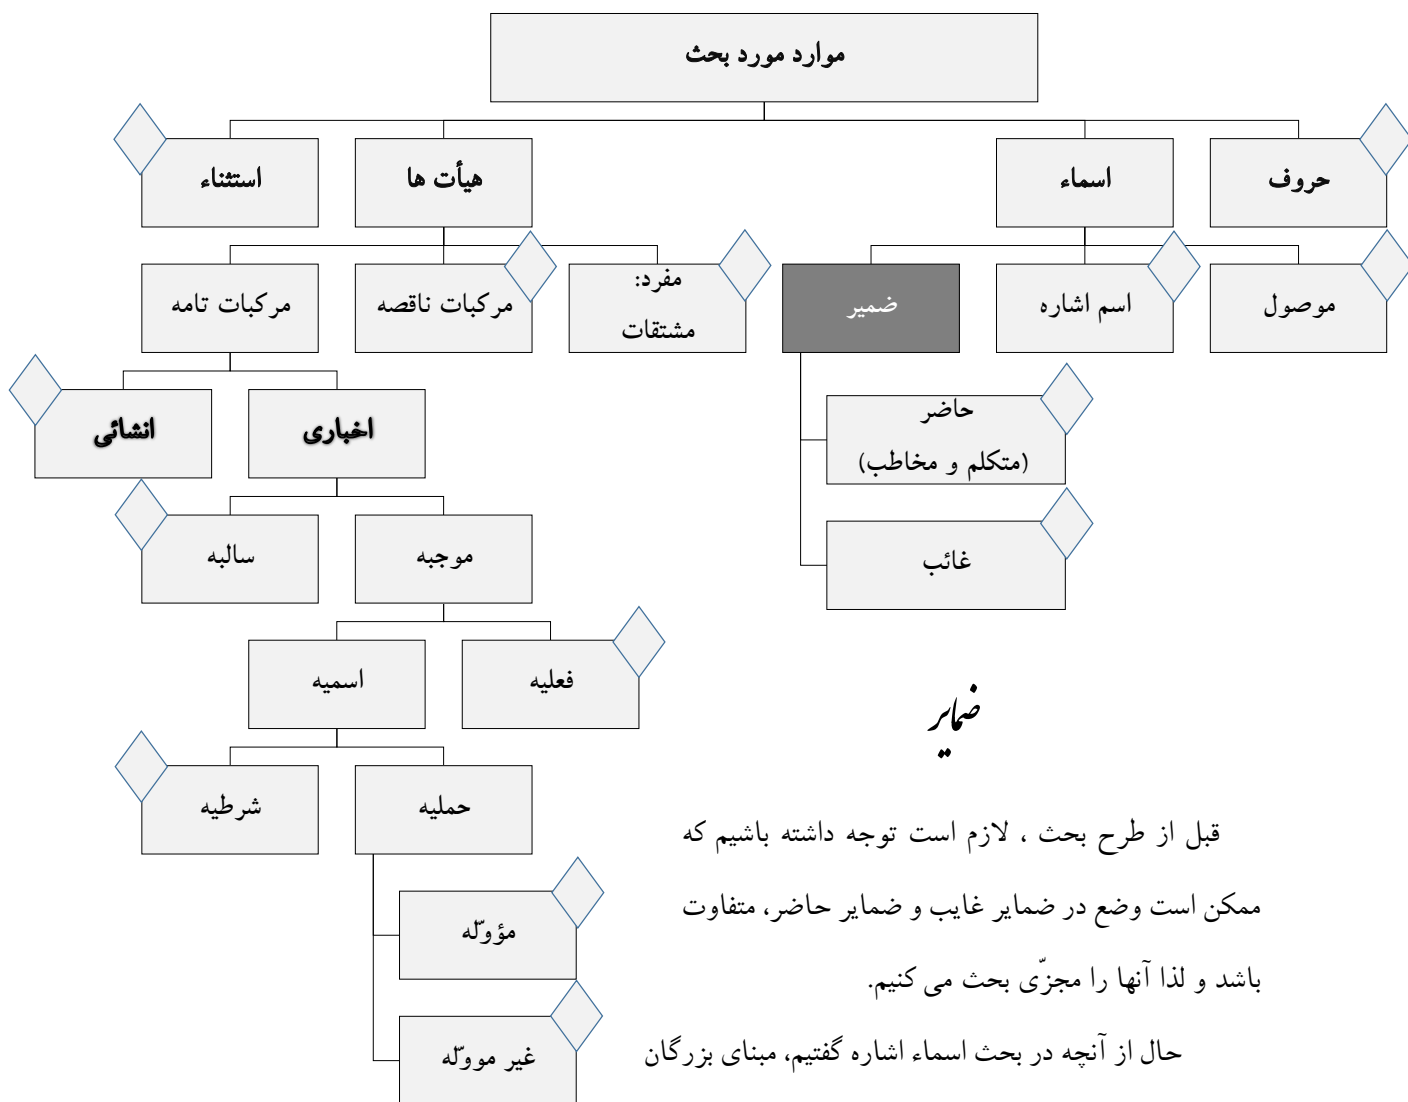 موارد مورد بحث
حروف
اسماء
هیأت ها
استثناء
موصول
اسم اشاره
ضمیر
مفرد:
مشتقات
مرکبات ناقصه
مرکبات تامه
حاضر
(متکلم و مخاطب)
غائب
اخباری
انشائی
موجبه
سالبه
فعلیه
اسمیه
حملیه
شرطیه
مؤوّله
غیر مووّله
ضمایر
قبل از طرح بحث ، لازم است توجه داشته باشیم که
ممکن است وضع در ضمایر غایب و ضمایر حاضر، متفاوت
باشد و لذا آنها را مجزّی بحث می کنیم.
حال از آنچه در بحث اسماء اشاره گفتیم، مبنای بزرگان